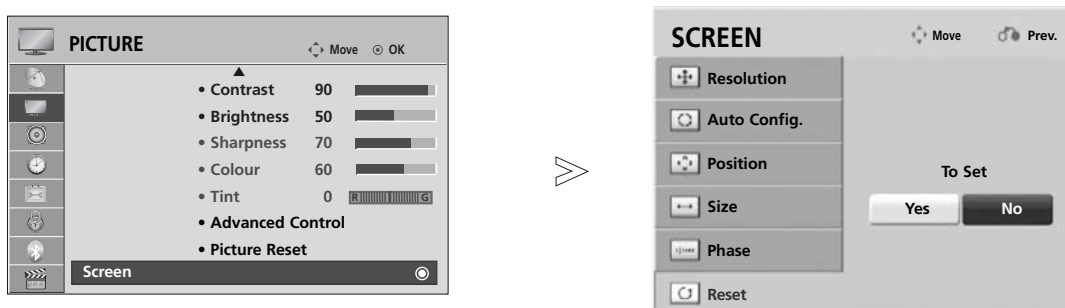 PICTURE
Move
OK
• Contrast 90
• Brightness 50
• Sharpness 70
• Colour 60
• Tint 0 R G
• Advanced Control
• Picture Reset
Screen
SCREEN
Move
Prev.
Resolution
Auto Config.
Position
Size
Phase
Reset
To Set
Yes No